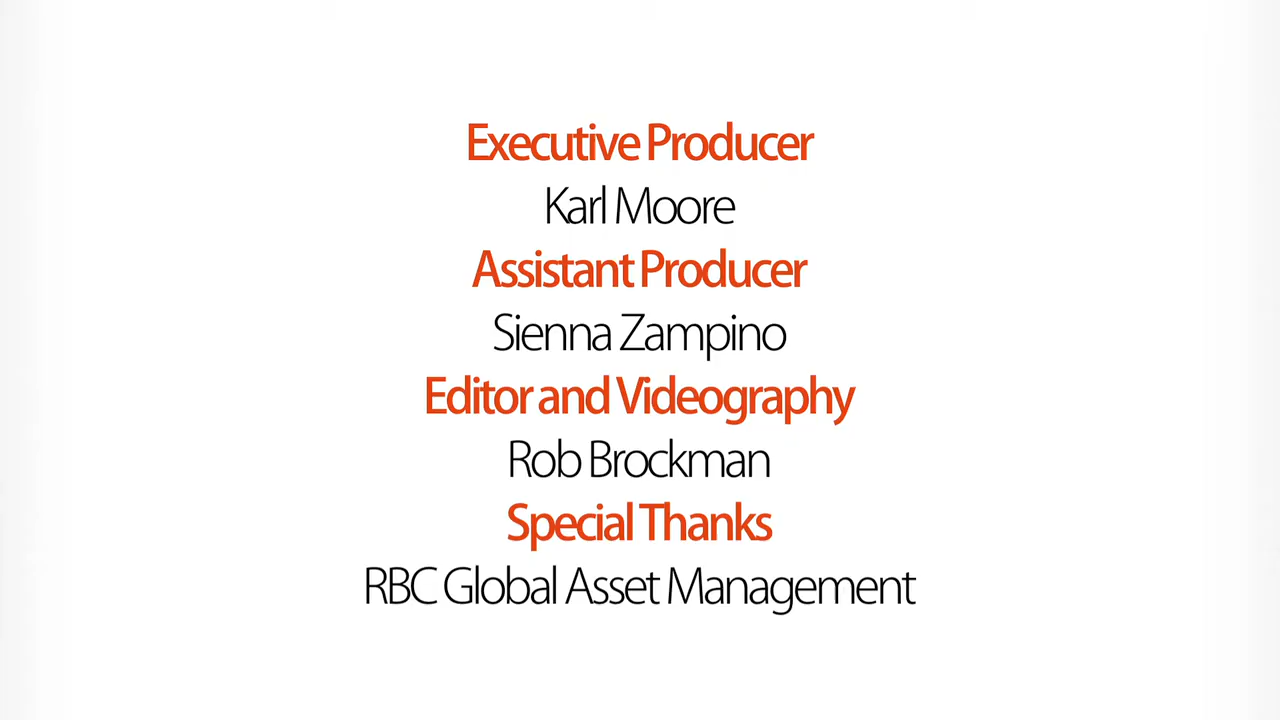 Executive Producer
Karl Moore
Assistant Producer
Sienna Zampino
Editor and Videography
Rob Brockman
Special Thanks
RBC Global Asset Management